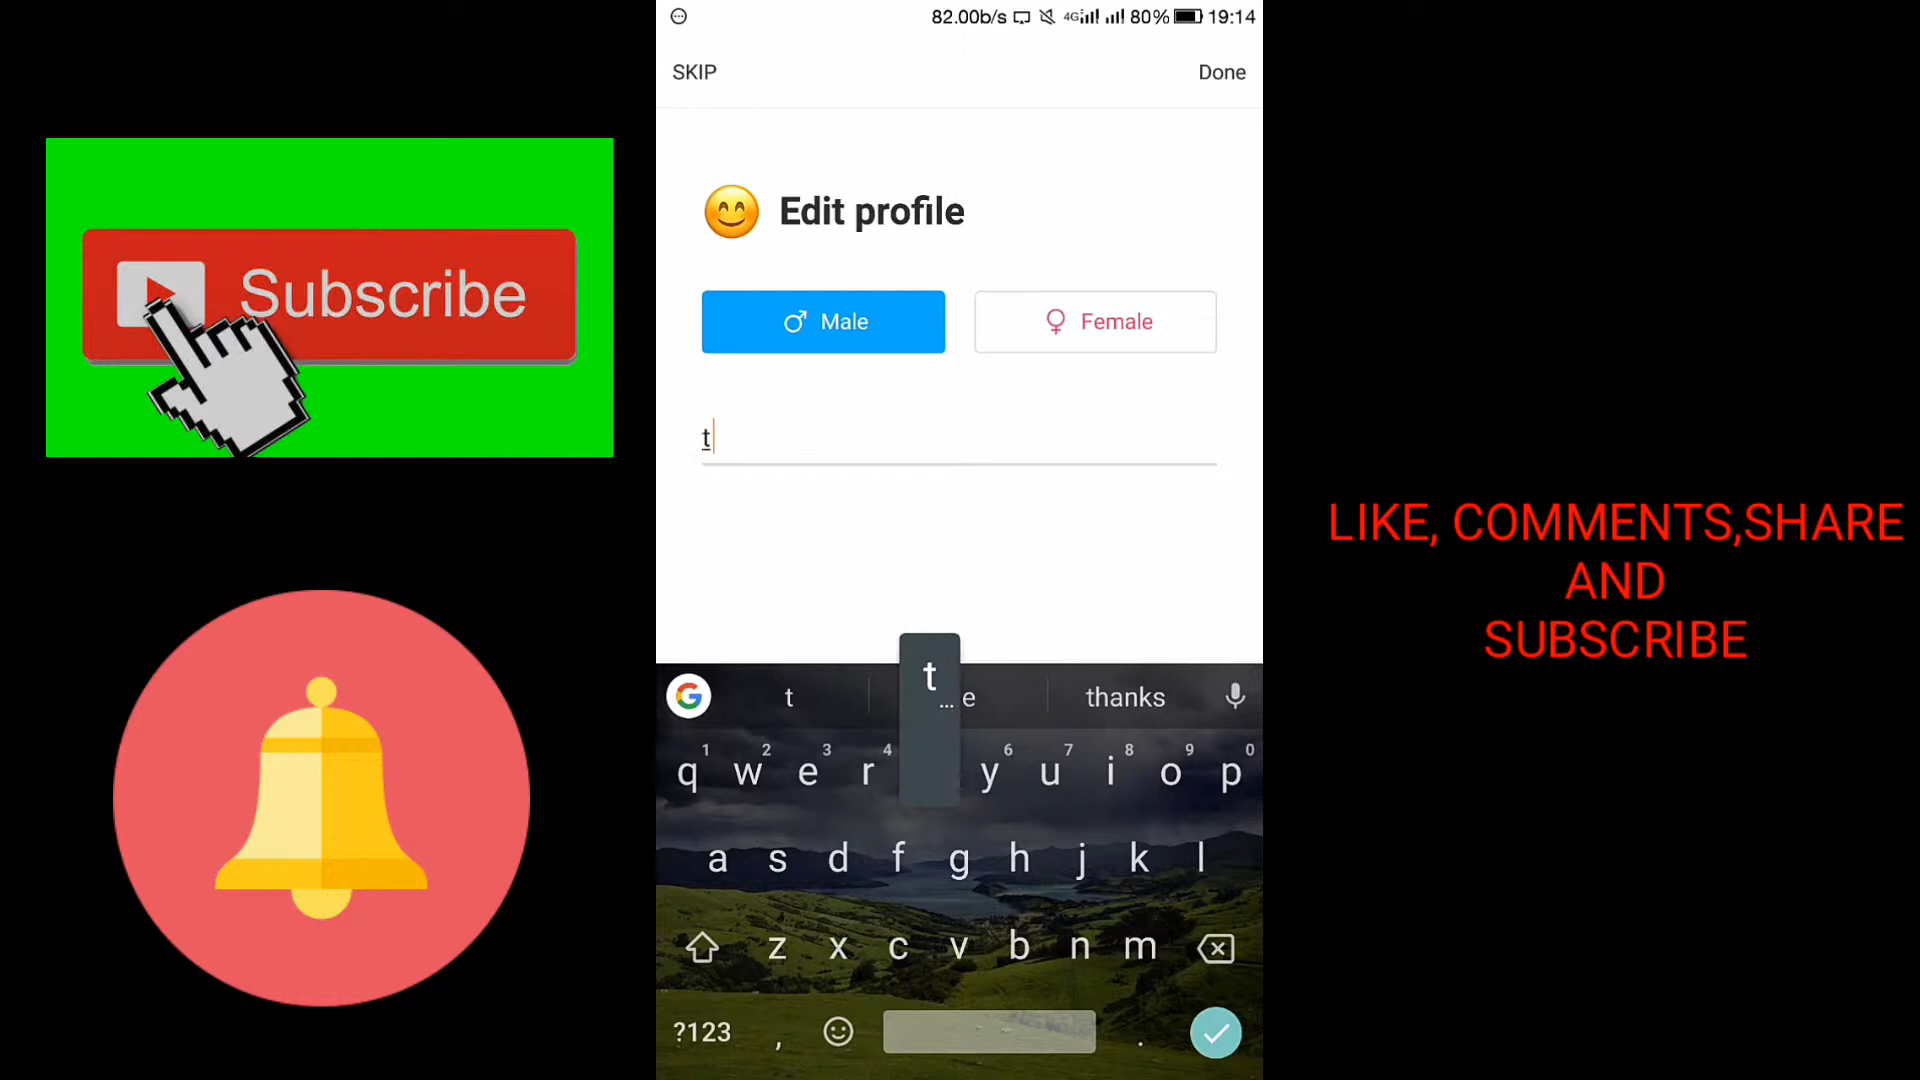 82.00b/s 4G 80% 19:14
SKIP
Done
Edit profile
Male
Female
t
t
t
... e
thanks
1 2 3 4 6 7 8 9 0
q w e r y u i o p
a s d f g h j k l
z x c v b n m
?123 , .
Subscribe
LIKE, COMMENTS,SHARE
AND
SUBSCRIBE